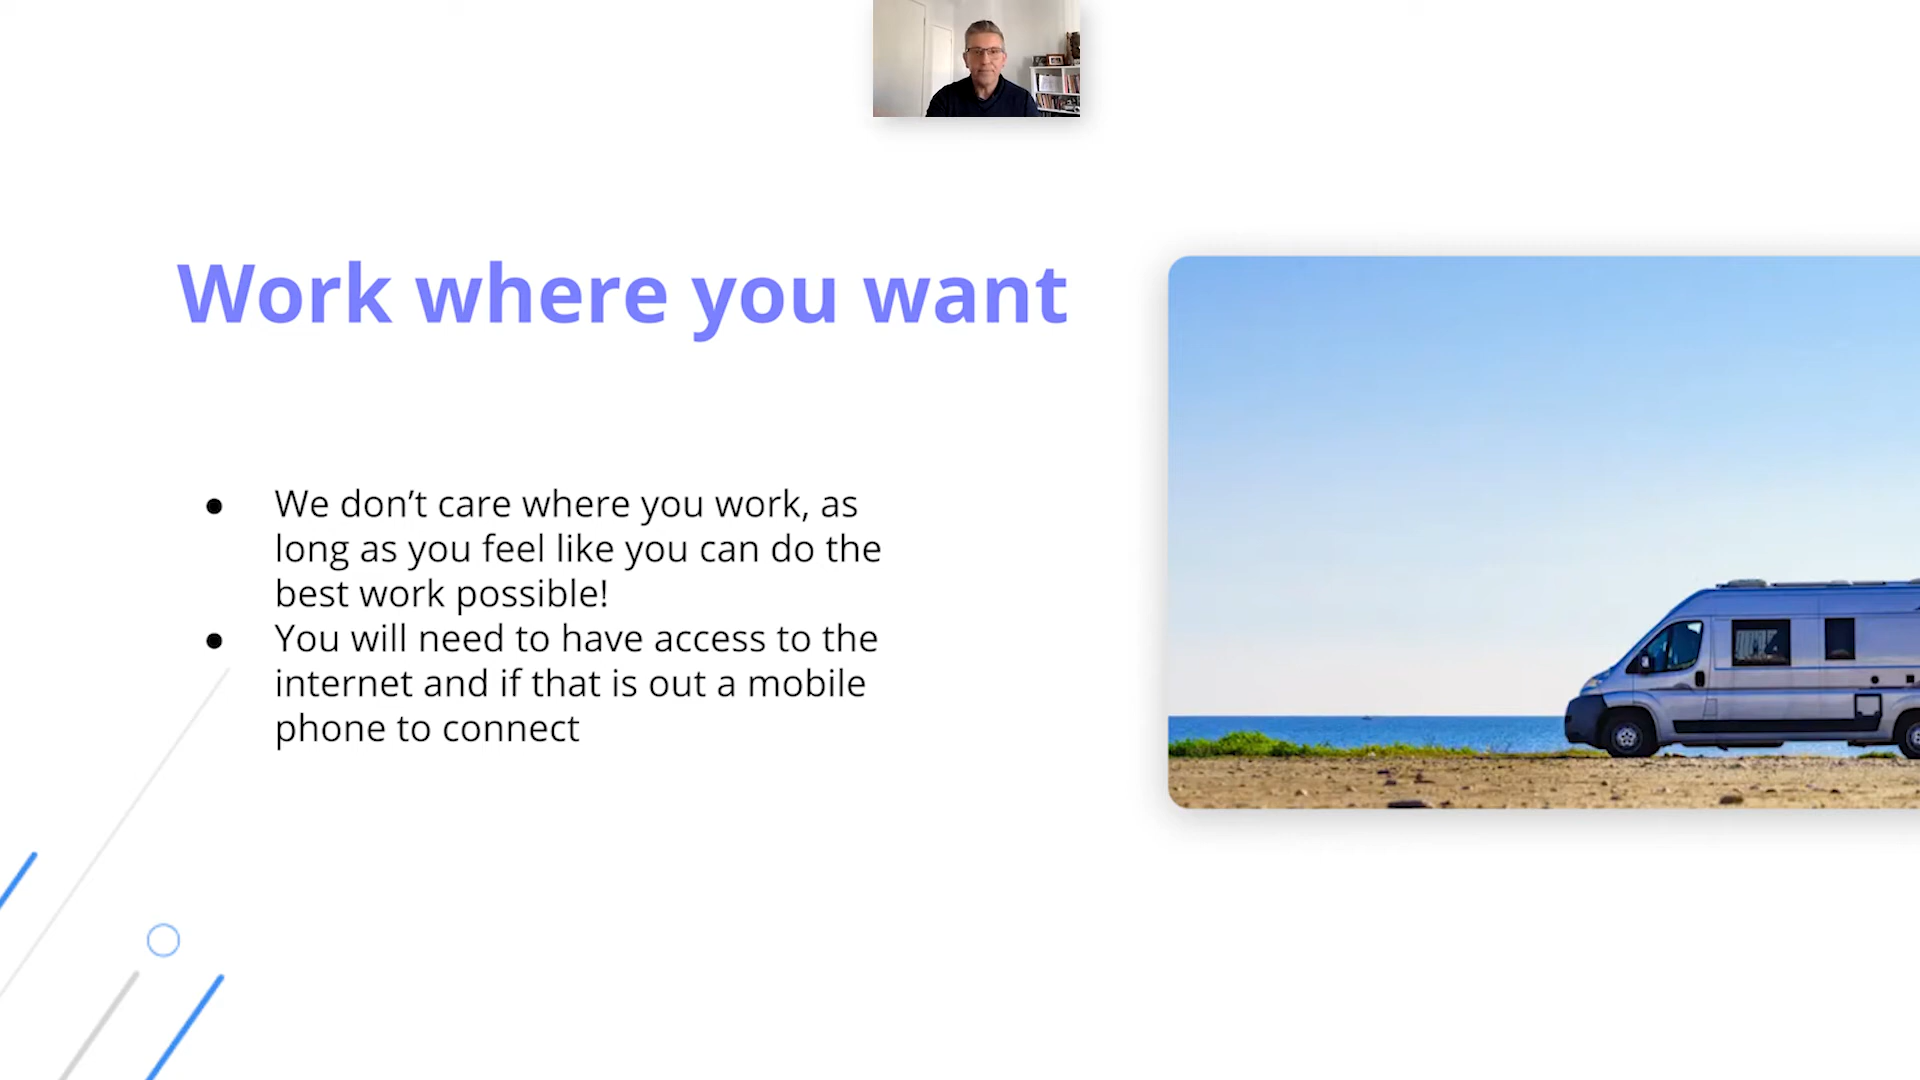 Work where you want
● We don’t care where you work, as
long as you feel like you can do the
best work possible!
● You will need to have access to the
internet and if that is out a mobile
phone to connect